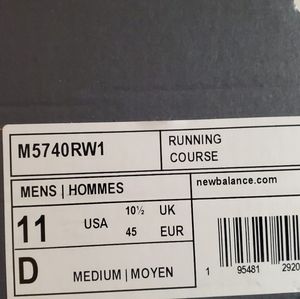 M5740RW1
RUNNING
COURSE
MENS | HOMMES
newbalance.com
11 USA 10½ UK
45 EUR
D MEDIUM | MOYEN
1 95481 2920